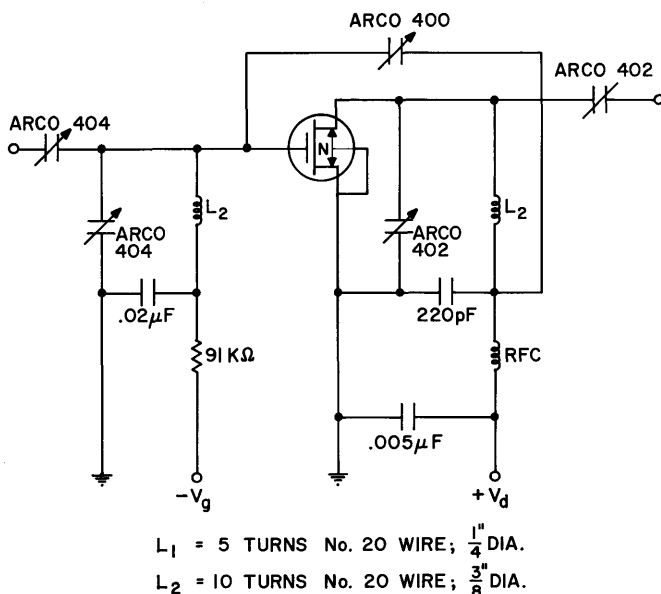 ARCO 400
ARCO 402
ARCO 404
N
L2
L2
ARCO
404
ARCO
402
.02μF
220pF
91KΩ
RFC
.005μF
-Vg
+Vd
L1 = 5 TURNS No. 20 WIRE; 1/4" DIA.
L2 = 10 TURNS No. 20 WIRE; 3/8" DIA.